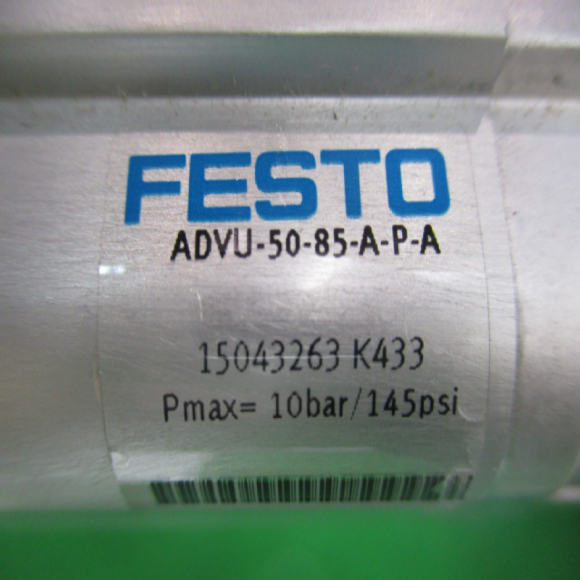 FESTO
ADVU-50-85-A-P-A
15043263 K433
Pmax= 10bar/145psi